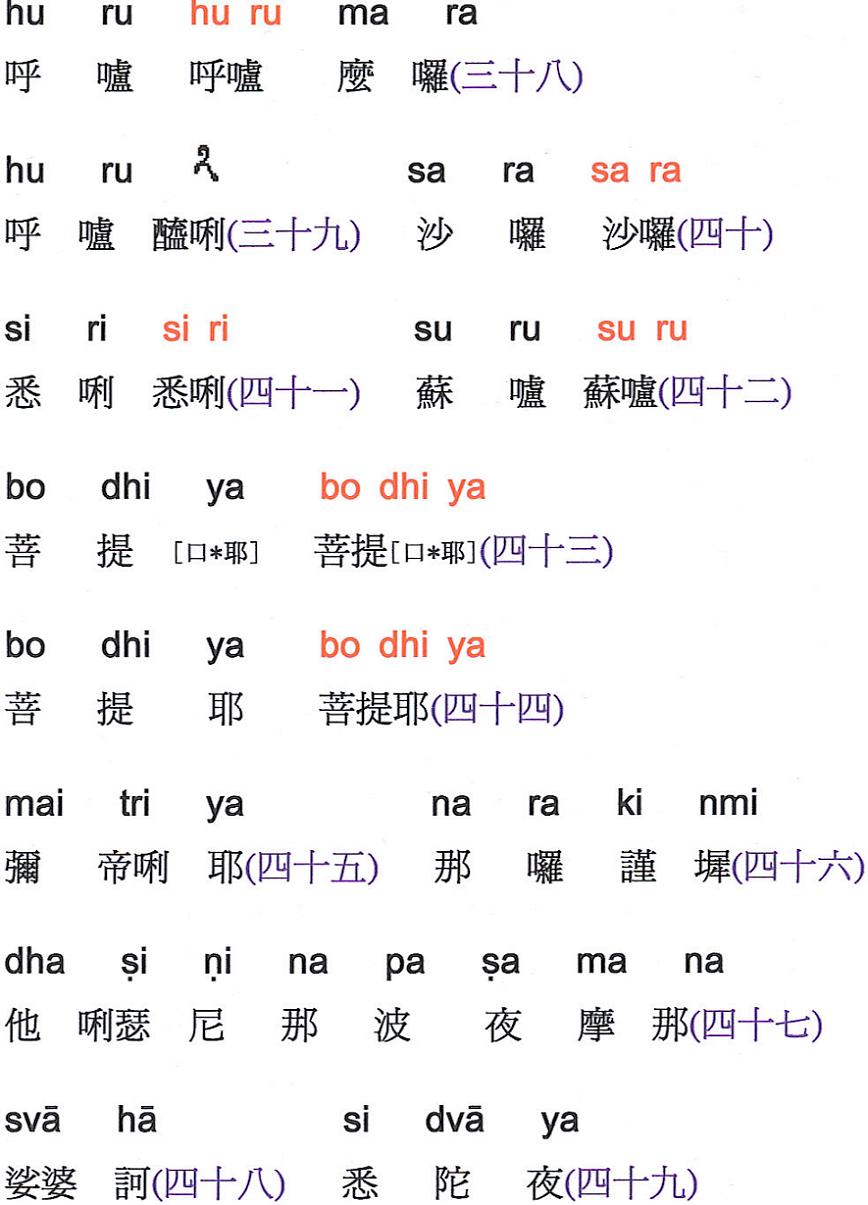 hu ru hu ru ma ra
呼 嚧 呼嚧 麼 囉(三十八)
hu ru sa ra sa ra
呼 嚧 醯唎(三十九) 沙 囉 沙囉(四十)
si ri si ri su ru su ru
悉 唎 悉唎(四十一) 蘇 嚧 蘇嚧(四十二)
bo dhi ya bo dhi ya
菩 提 [口*耶] 菩提[口*耶](四十三)
bo dhi ya bo dhi ya
菩 提 耶 菩提耶(四十四)
mai tri ya na ra ki nmi
彌 帝唎 耶(四十五) 那 囉 謹 墀(四十六)
dha ṣi ṇi na pa ṣa ma na
他 唎瑟 尼 那 波 夜 摩 那(四十七)
svā hā si dvā ya
娑婆 訶(四十八) 悉 陀 夜(四十九)